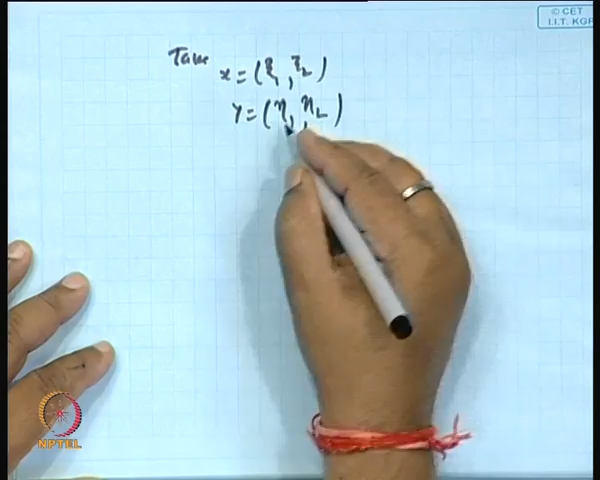 © CET
I.I.T. KGP
Take x = (ξ₁, ξ₂)
y = (η₁, η₂)
NPTEL